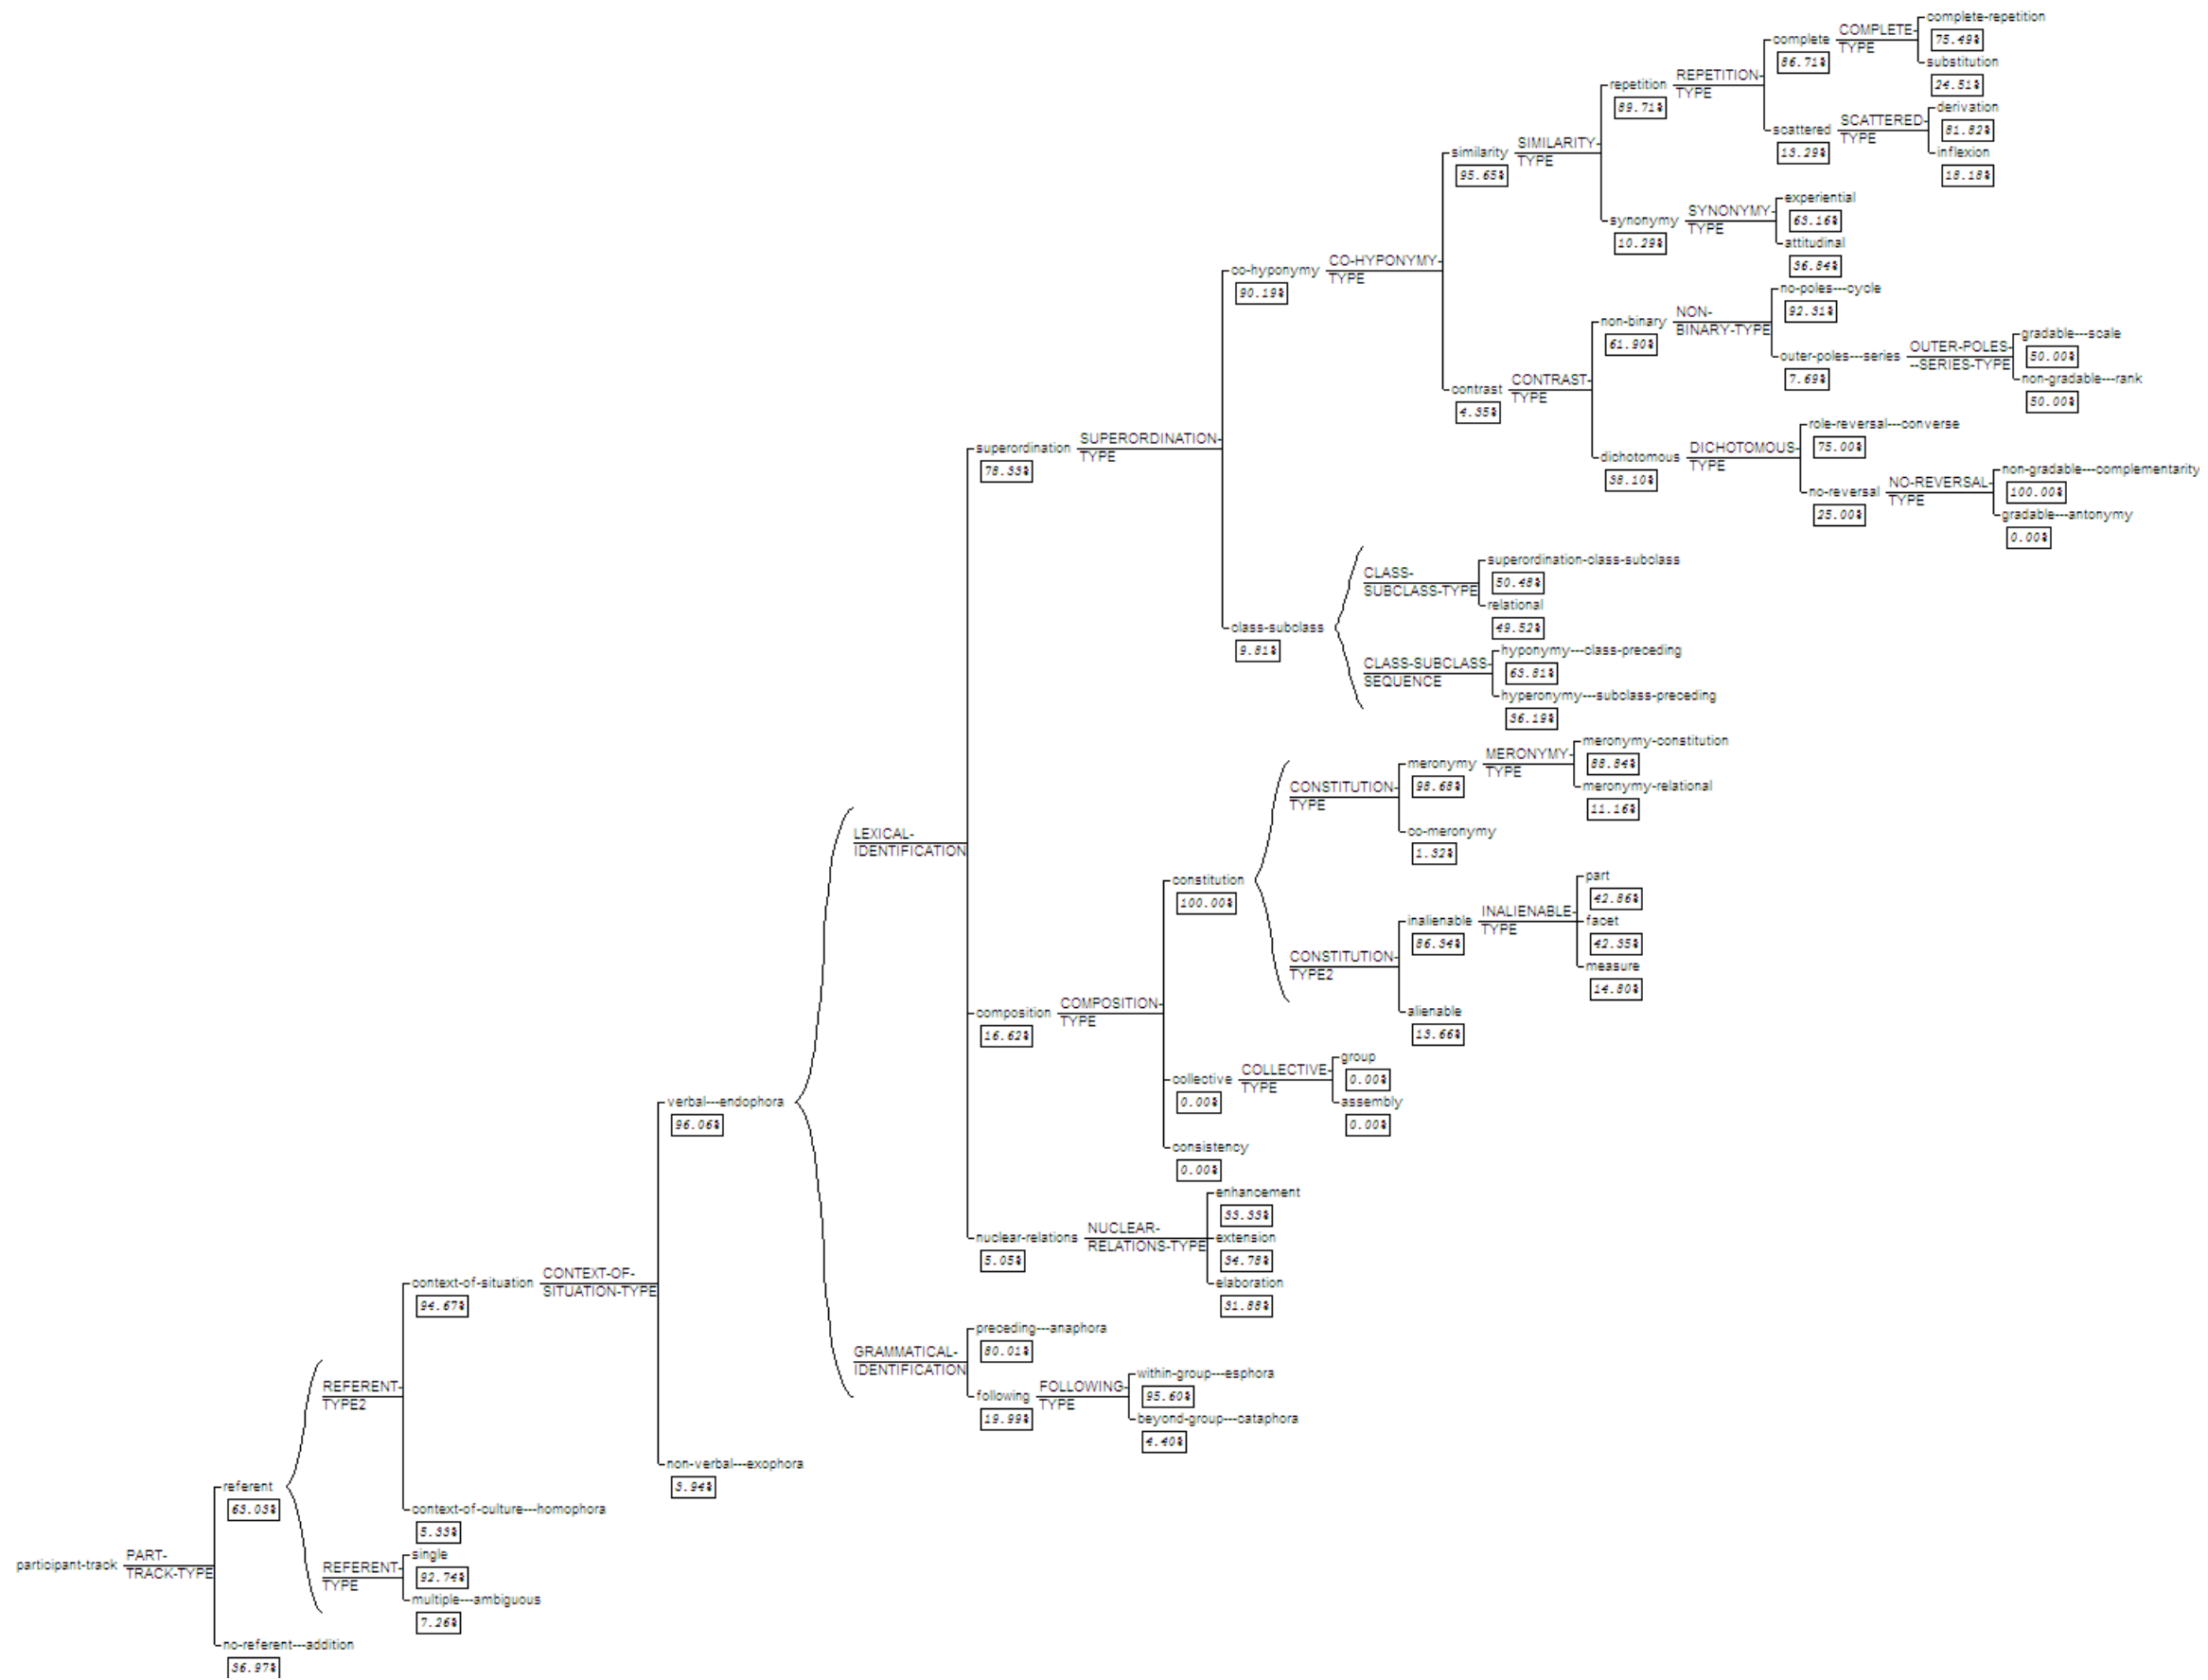 complete-repetition
COMPLETE-
complete
TYPE
75.49%
86.71%
substitution
REPETITION-
repetition
TYPE
24.51%
89.71%
derivation
SCATTERED-
scattered
TYPE
81.82%
SIMILARITY-
similarity
TYPE
13.29%
inflexion
95.65%
18.18%
experiential
SYNONYMY-
synonymy
TYPE
63.16%
10.29%
attitudinal
CO-HYPONYMY-
co-hyponymy
TYPE
36.84%
90.19%
no-poles---cycle
NON-
non-binary
BINARY-TYPE
92.31%
61.90%
gradable---scale
OUTER-POLES-
outer-poles---series
--SERIES-TYPE
50.00%
7.69%
non-gradable---rank
CONTRAST-
contrast
TYPE
50.00%
4.35%
role-reversal---converse
SUPERORDINATION-
superordination
TYPE
DICHOTOMOUS-
dichotomous
TYPE
75.00%
78.33%
38.10%
non-gradable---complementarity
NO-REVERSAL-
no-reversal
TYPE
100.00%
25.00%
gradable---antonymy
0.00%
superordination-class-subclass
CLASS-
SUBCLASS-TYPE
50.48%
relational
class-subclass
49.52%
9.81%
hyponymy---class-preceding
CLASS-SUBCLASS-
SEQUENCE
63.81%
hyperonymy---subclass-preceding
36.19%
meronymy-constitution
MERONYMY-
meronymy
TYPE
88.84%
CONSTITUTION-
TYPE
98.68%
meronymy-relational
11.16%
LEXICAL-
IDENTIFICATION
co-meronymy
1.32%
part
constitution
42.86%
100.00%
INALIENABLE-
inalienable
TYPE
facet
86.34%
42.35%
CONSTITUTION-
TYPE2
measure
14.80%
COMPOSITION-
composition
TYPE
alienable
16.62%
13.66%
group
COLLECTIVE-
collective
TYPE
0.00%
0.00%
assembly
verbal---endophora
0.00%
96.06%
consistency
0.00%
enhancement
33.33%
NUCLEAR-
nuclear-relations
RELATIONS-TYPE
extension
5.05%
34.78%
CONTEXT-OF-
context-of-situation
SITUATION-TYPE
elaboration
94.67%
31.88%
preceding---anaphora
GRAMMATICAL-
IDENTIFICATION
80.01%
within-group---esphora
REFERENT-
TYPE2
FOLLOWING-
following
TYPE
95.60%
19.99%
beyond-group---cataphora
4.40%
non-verbal---exophora
3.94%
referent
63.03%
context-of-culture---homophora
5.33%
single
PART-
participant-track
TRACK-TYPE
REFERENT-
TYPE
92.74%
multiple---ambiguous
7.26%
no-referent---addition
36.97%